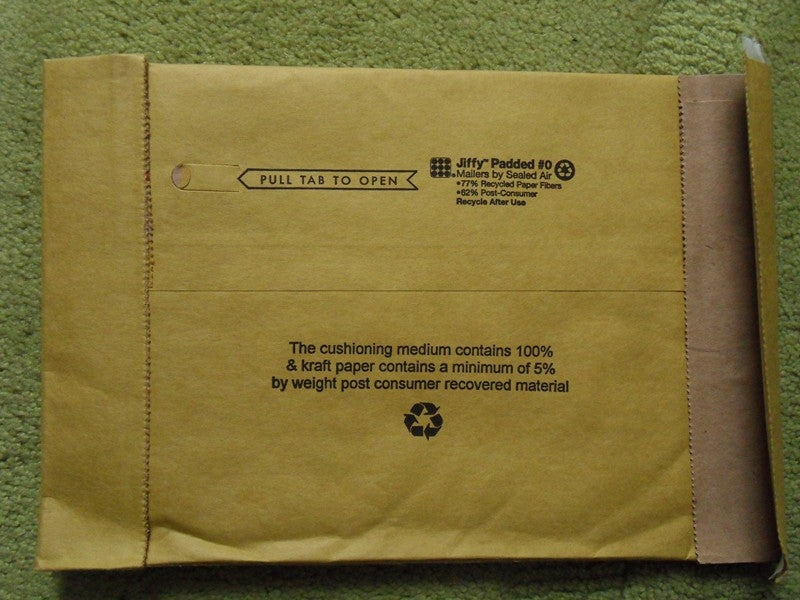 PULL TAB TO OPEN
Jiffy™ Padded #0
Mailers by Sealed Air
•77% Recycled Paper Fibers
•62% Post-Consumer
Recycle After Use
The cushioning medium contains 100%
& kraft paper contains a minimum of 5%
by weight post consumer recovered material